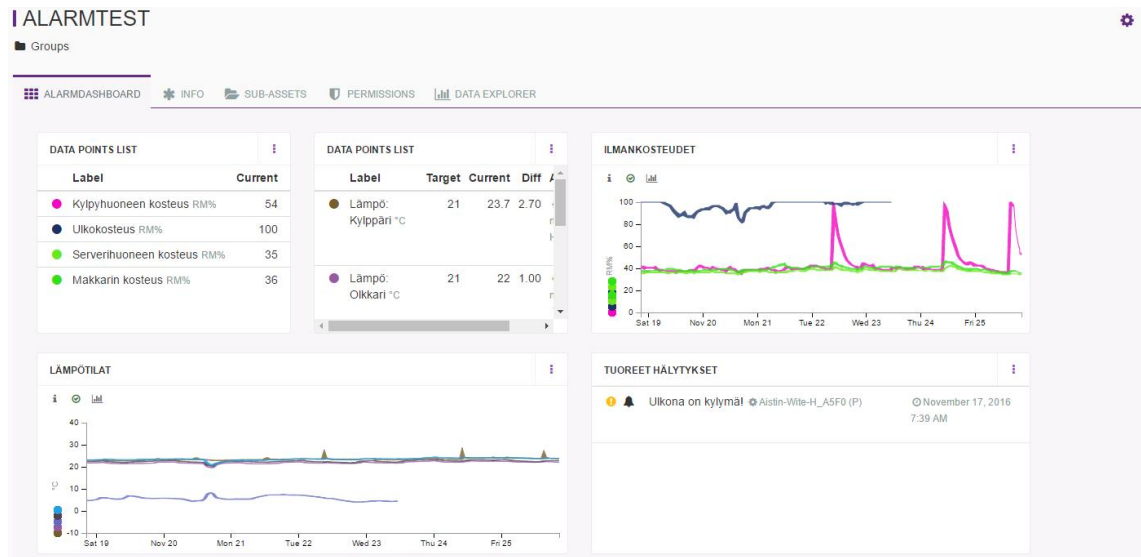 ALARMTEST
Groups
ALARMDASHBOARD INFO SUB-ASSETS PERMISSIONS DATA EXPLORER
DATA POINTS LIST
Label Current
Kylpyhuoneen kosteus RM% 54
Ulkokosteus RM% 100
Serverihuoneen kosteus RM% 35
Makkarin kosteus RM% 36
DATA POINTS LIST
Label Target Current Diff
Lämpö: 21 23.7 2.70
Kylppäri °C
Lämpö: 21 22 1.00
Olkkari °C
ILMANKOSTEUDET
100
80
60
40
20
0
RM%
Sat 19 Nov 20 Mon 21 Tue 22 Wed 23 Thu 24 Fri 25
LÄMPÖTILAT
40
30
20
10
0
-10
°C
Sat 19 Nov 20 Mon 21 Tue 22 Wed 23 Thu 24 Fri 25
TUOREET HÄLYTYKSET
Ulkona on kylymä! Aistin-Wite-H_A5F0 (P) November 17, 2016
7:39 AM